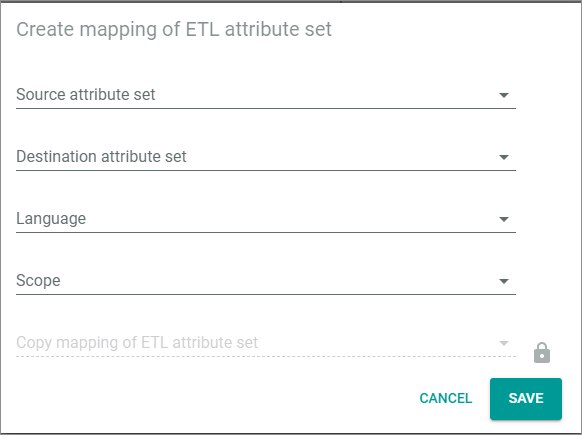 Create mapping of ETL attribute set
Source attribute set
Destination attribute set
Language
Scope
Copy mapping of ETL attribute set
CANCEL SAVE